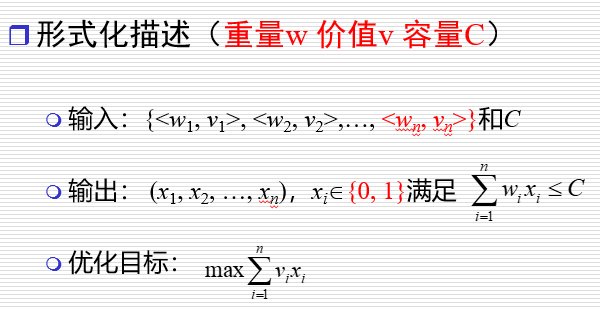 形式化描述（重量w 价值v 容量C）
输入：{<w₁, v₁>, <w₂, v₂>,…, <wₙ, vₙ>}和C
输出：(x₁, x₂, …, xₙ)，xᵢ∈{0, 1}满足 ∑ᵢ₌₁ⁿ wᵢxᵢ ≤ C
优化目标： max∑ᵢ₌₁ⁿ vᵢxᵢ